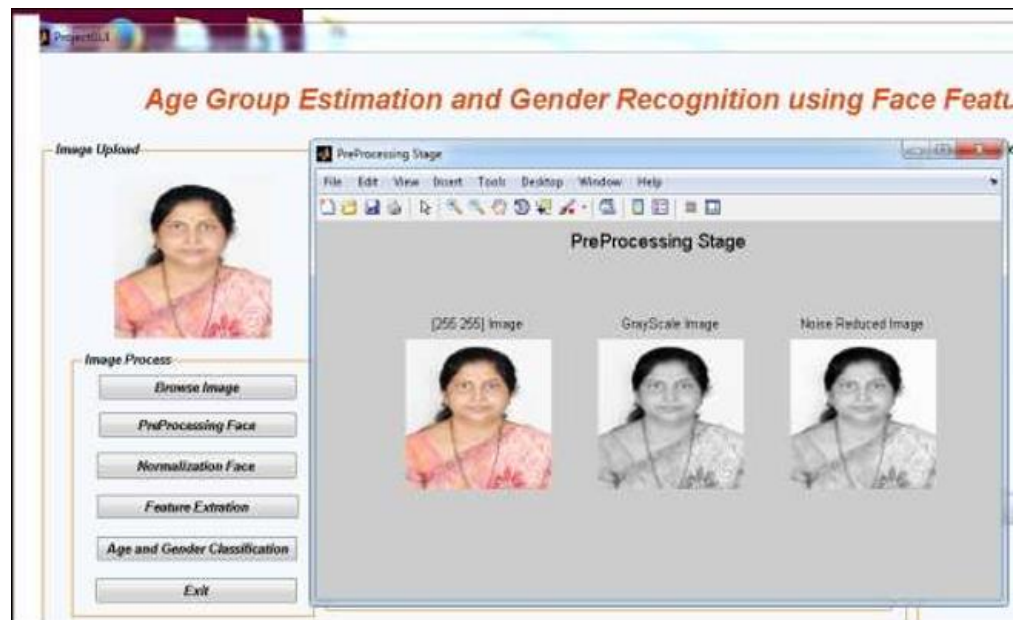 ProjectGUI
Age Group Estimation and Gender Recognition using Face Featu
Image Upload
PreProcessing Stage
File Edit View Insert Tools Desktop Window Help
PreProcessing Stage
[255 255] Image
GrayScale Image
Noise Reduced Image
Image Process
Browse Image
PreProcessing Face
Normalization Face
Feature Extration
Age and Gender Classification
Exit